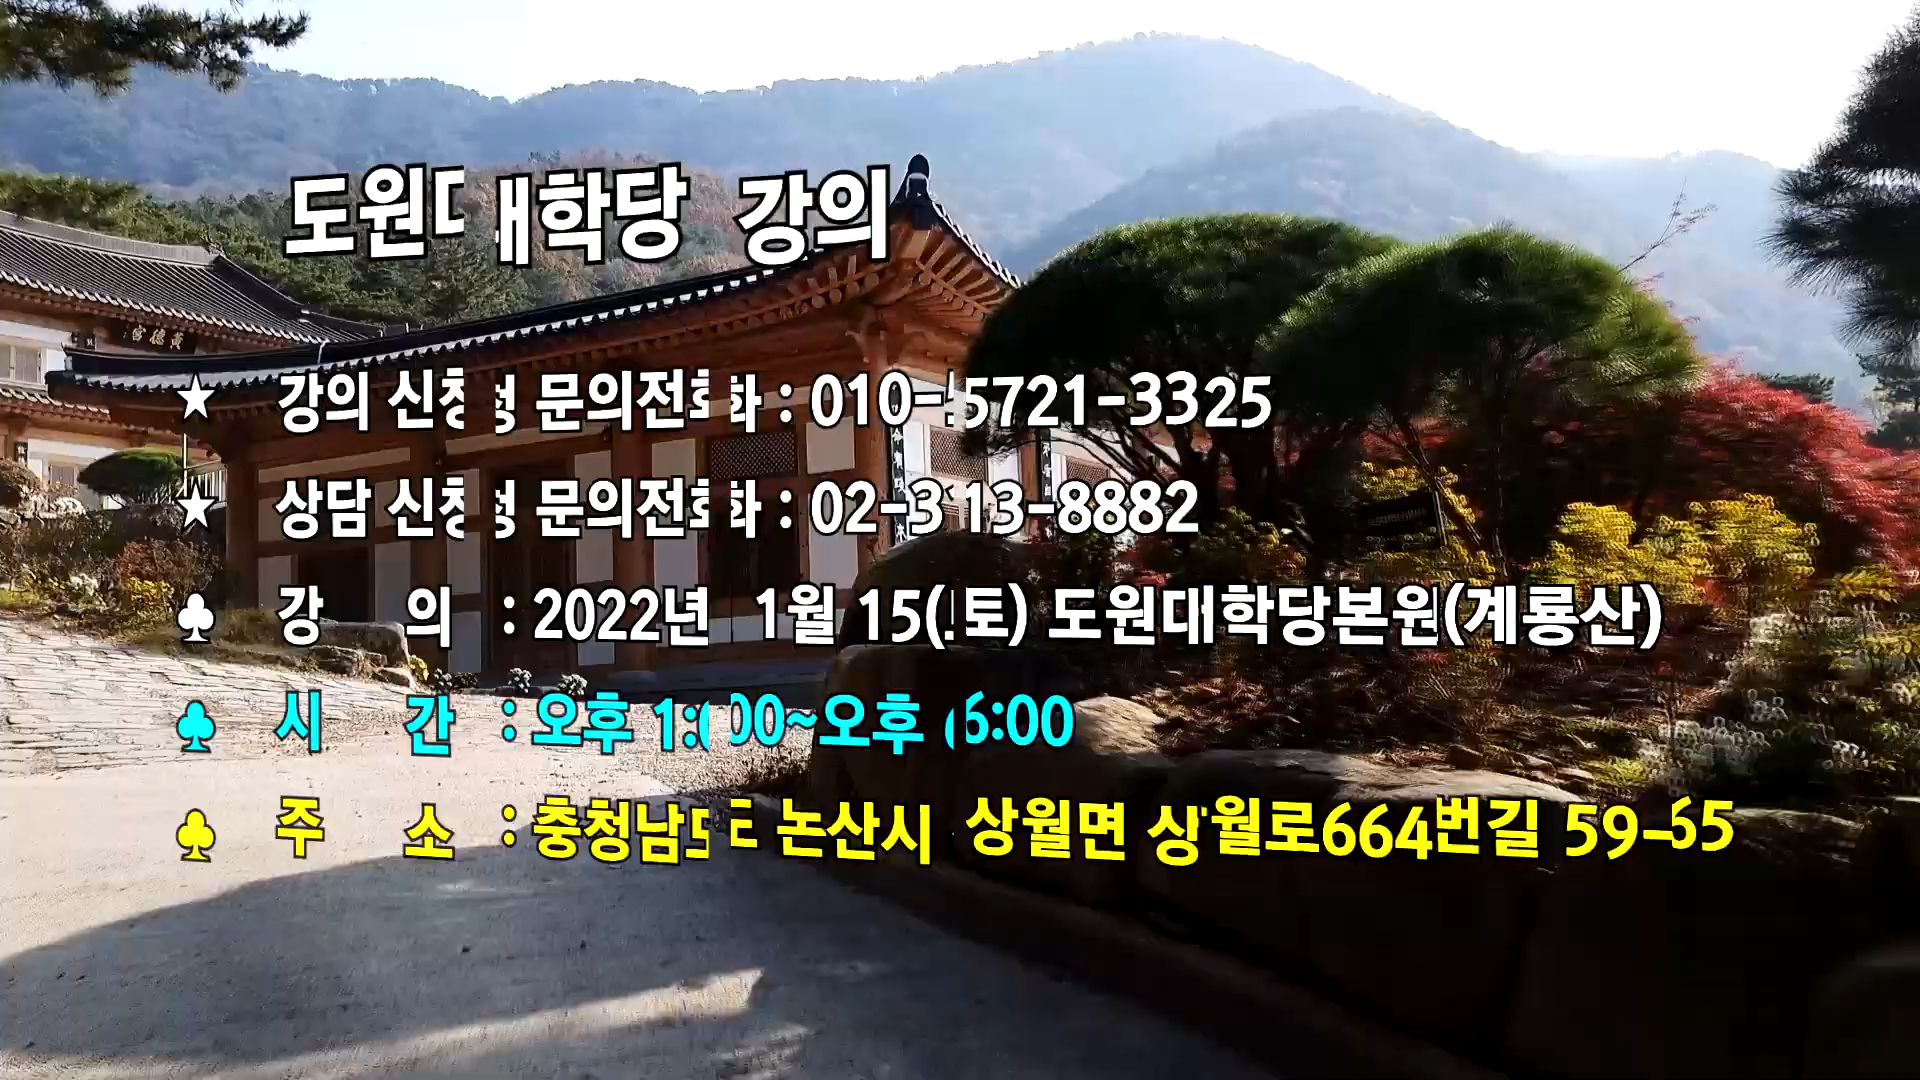 도원대학당 강의
★ 강의 신청 문의전화 : 010-5721-3325
★ 상담 신청 문의전화 : 02-313-8882
♣ 강 의 : 2022년 1월 15(토) 도원대학당본원(계룡산)
♣ 시 간 : 오후 1:00~오후 6:00
♣ 주 소 : 충청남도 논산시 상월면 상월로664번길 59-65